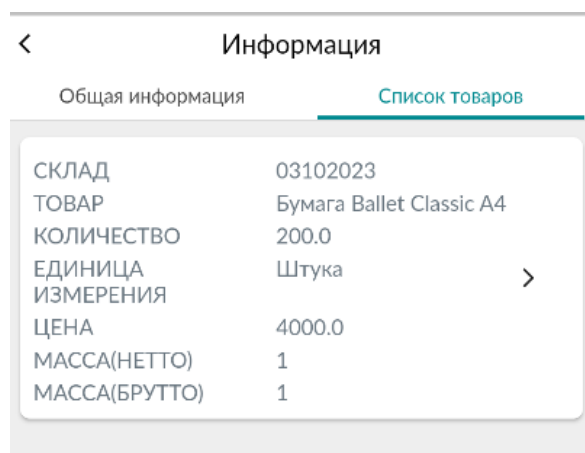 Информация
Общая информация Список товаров
СКЛАД 03102023
ТОВАР Бумага Ballet Classic A4
КОЛИЧЕСТВО 200.0
ЕДИНИЦА Штука
ИЗМЕРЕНИЯ
ЦЕНА 4000.0
МАССА(НЕТТО) 1
МАССА(БРУТТО) 1